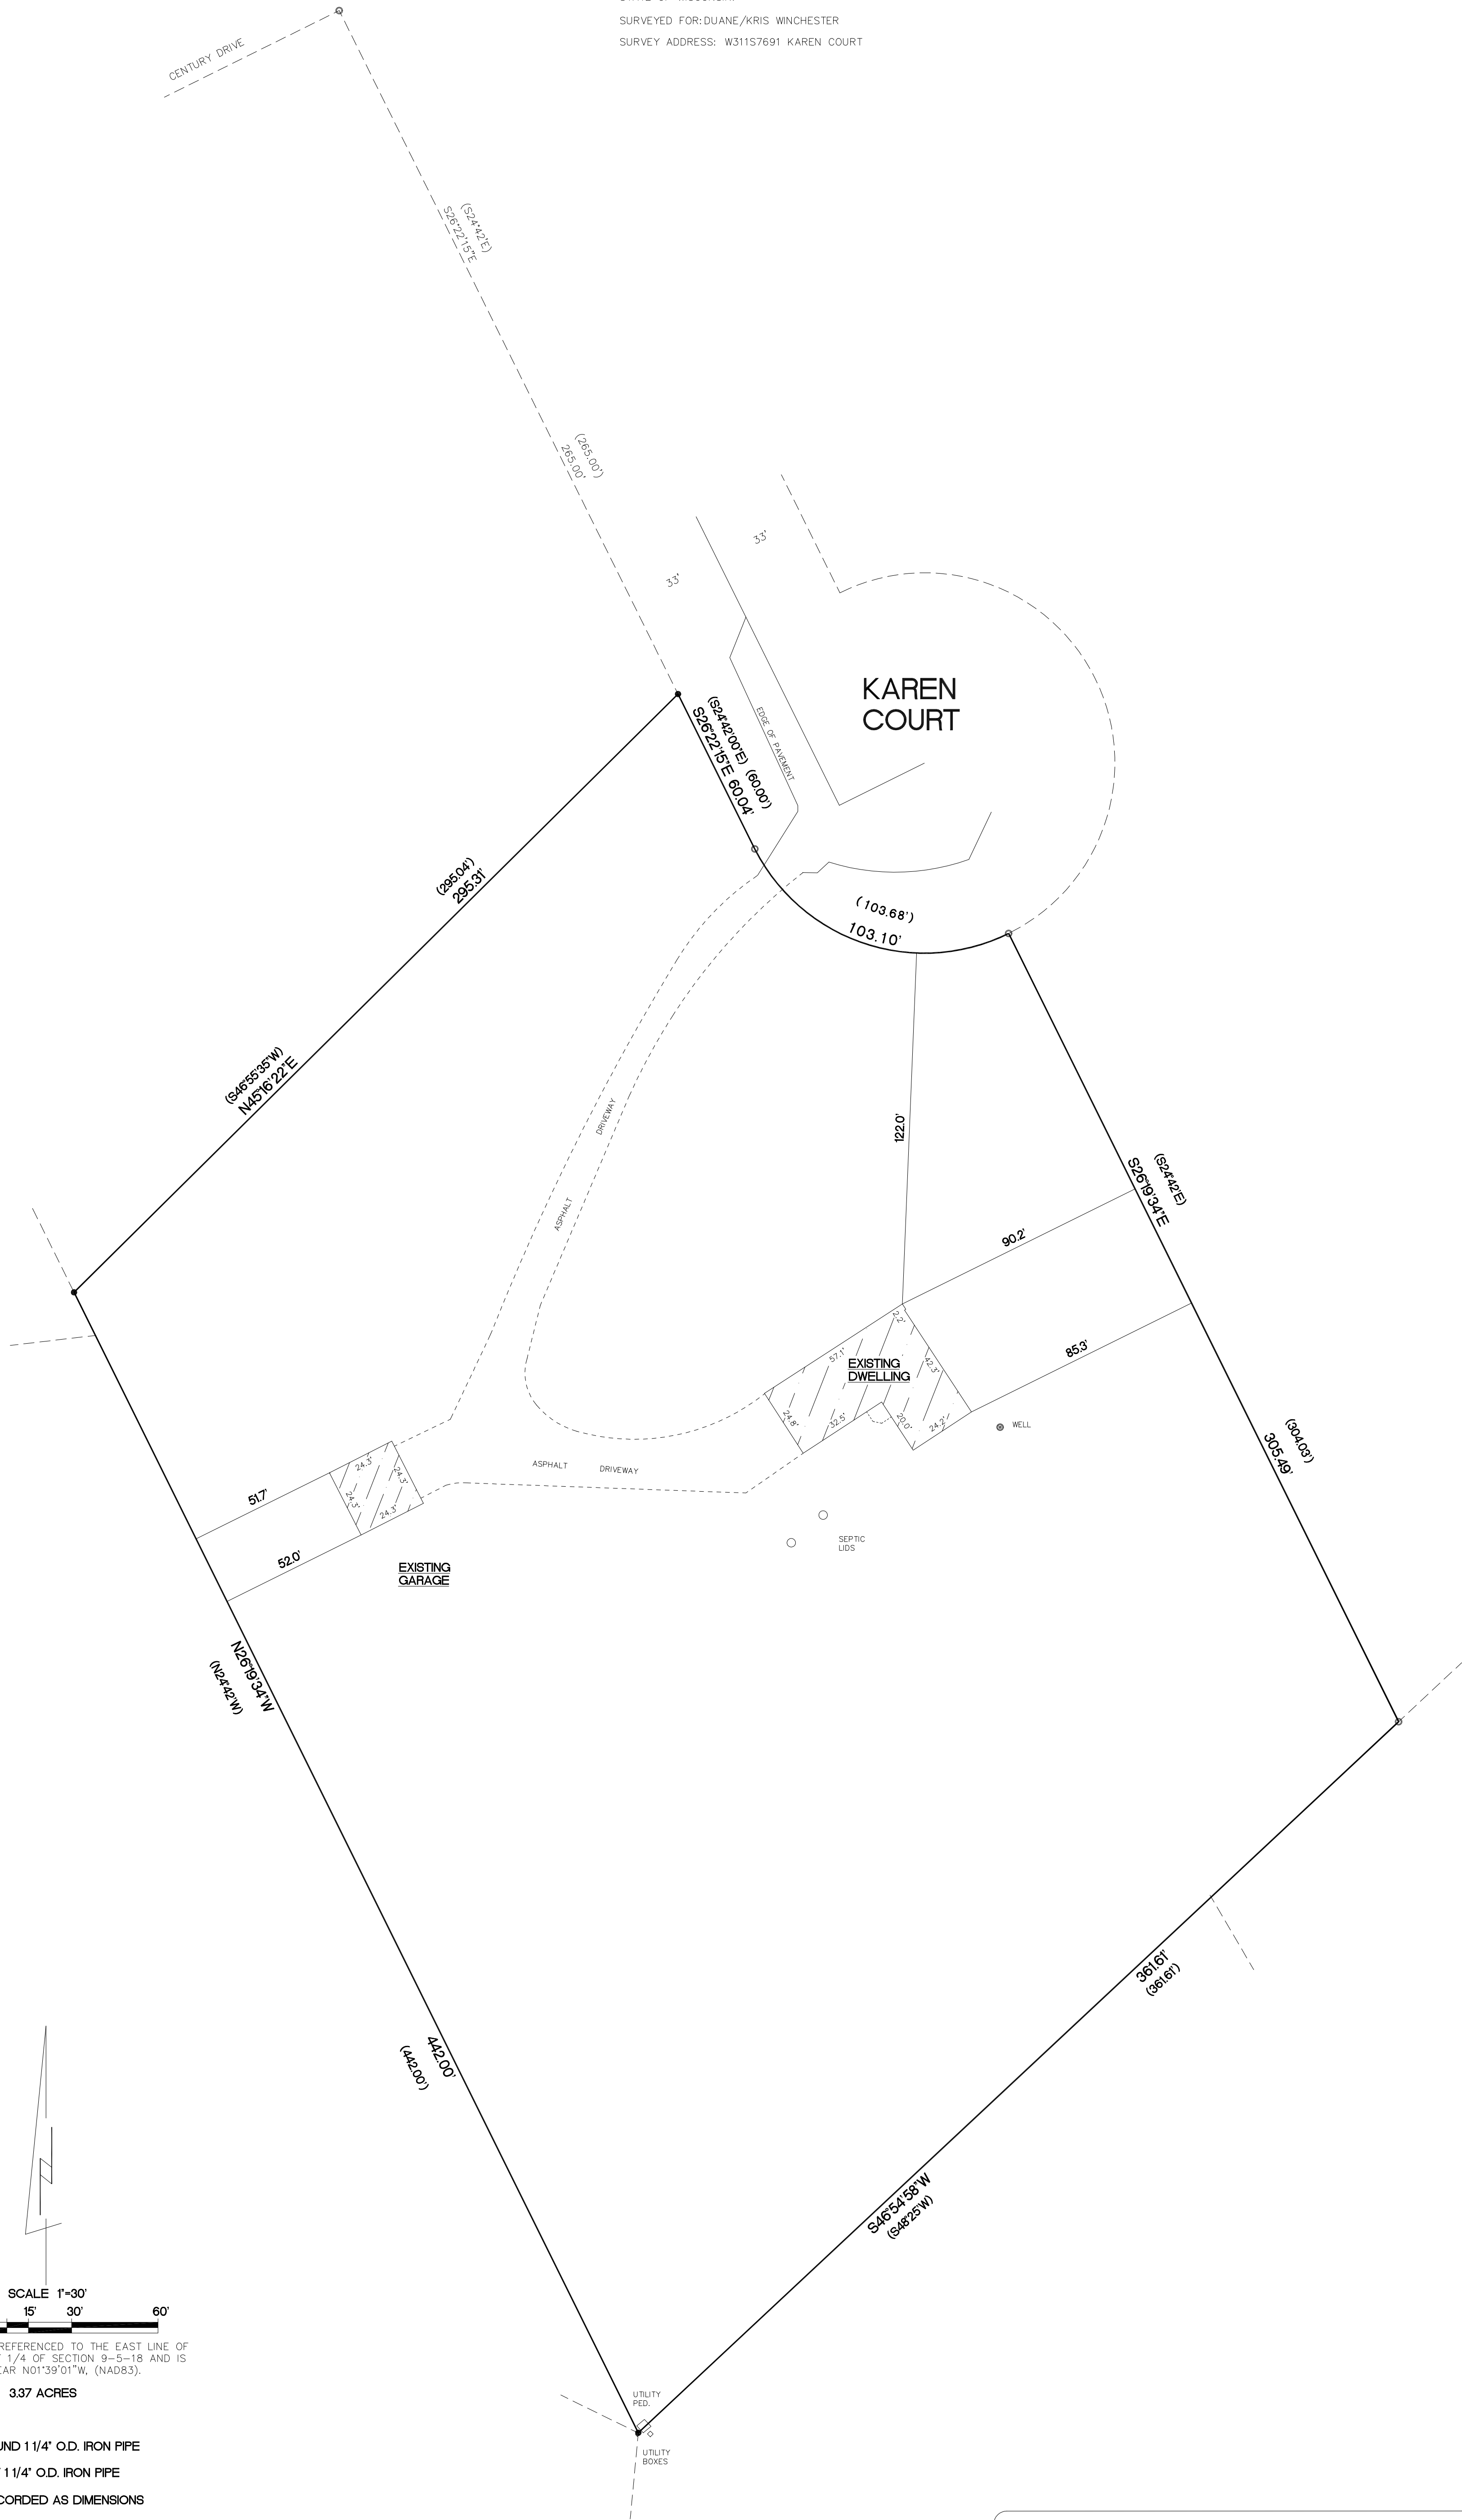 SURVEYED FOR: DUANE/KRIS WINCHESTER
SURVEY ADDRESS: W311S7691 KAREN COURT
CENTURY DRIVE
(S24°42'E)
S26°22'15"E
(265.00')
265.00'
33'
33'
KAREN
COURT
EDGE OF PAVEMENT
(S24°42'00"E) (60.00')
S26°22'15"E 60.04'
(295.04')
295.31'
(103.68')
103.10'
(S46°55'35"W)
N45°16'22"E
DRIVEWAY
ASPHALT
122.0'
(S24°42'E)
S26°19'34"E
90.2'
85.3'
2.2'
57.1'
EXISTING
DWELLING
42.3'
24.8'
32.5'
20.0'
24.2'
WELL
(304.03')
305.49'
24.3'
24.3'
24.3'
24.3'
51.7'
52.0'
ASPHALT DRIVEWAY
SEPTIC
LIDS
EXISTING
GARAGE
N26°19'34"W
(N24°42'W)
361.61'
(361.61')
442.00'
(442.00')
S46°54'58"W
(S48°25'W)
SCALE 1"=30'
15' 30' 60'
REFERENCED TO THE EAST LINE OF
1/4 OF SECTION 9-5-18 AND IS
N01°39'01"W, (NAD83).
3.37 ACRES
UTILITY
PED.
UTILITY
BOXES
1 1/4" O.D. IRON PIPE
1 1/4" O.D. IRON PIPE
AS DIMENSIONS